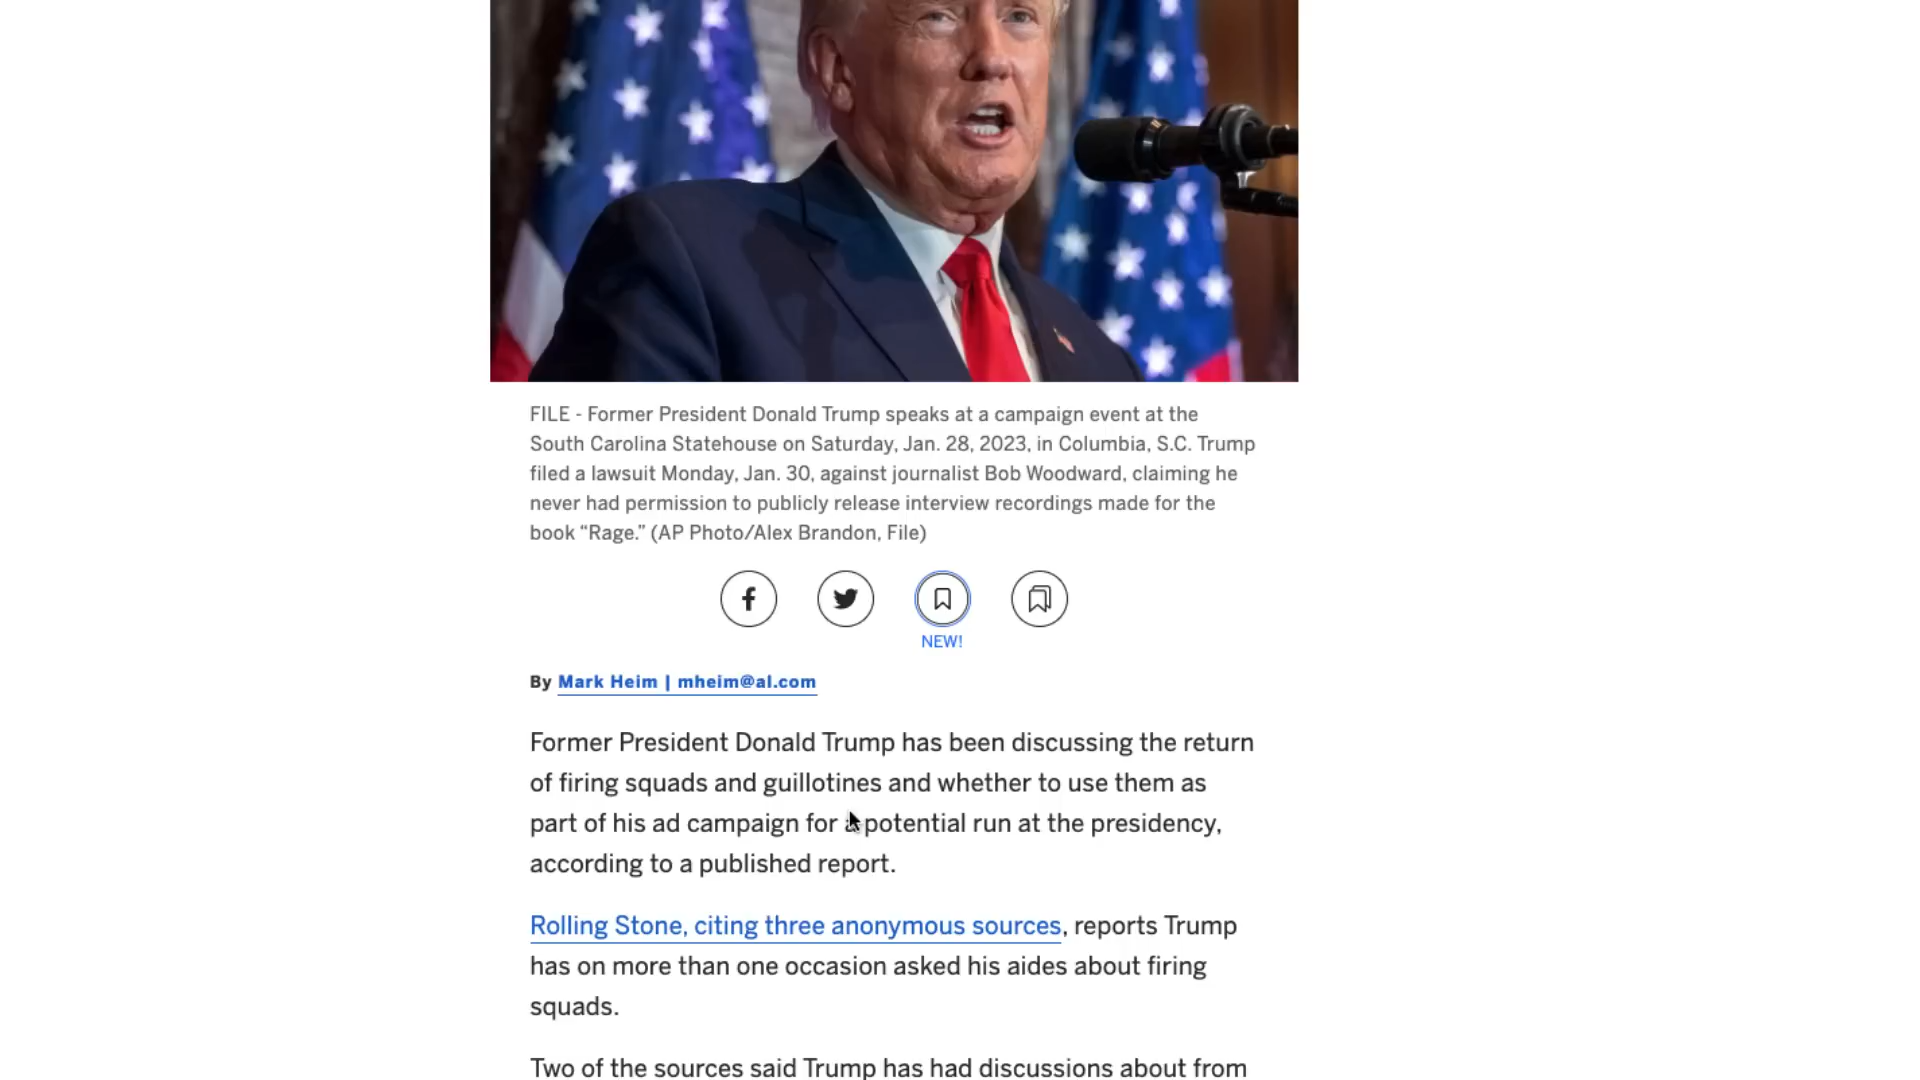 FILE - Former President Donald Trump speaks at a campaign event at the
South Carolina Statehouse on Saturday, Jan. 28, 2023, in Columbia, S.C. Trump
filed a lawsuit Monday, Jan. 30, against journalist Bob Woodward, claiming he
never had permission to publicly release interview recordings made for the
book “Rage.” (AP Photo/Alex Brandon, File)
NEW!
By Mark Heim | mheim@al.com
Former President Donald Trump has been discussing the return
of firing squads and guillotines and whether to use them as
part of his ad campaign for a potential run at the presidency,
according to a published report.
Rolling Stone, citing three anonymous sources, reports Trump
has on more than one occasion asked his aides about firing
squads.
Two of the sources said Trump has had discussions about from